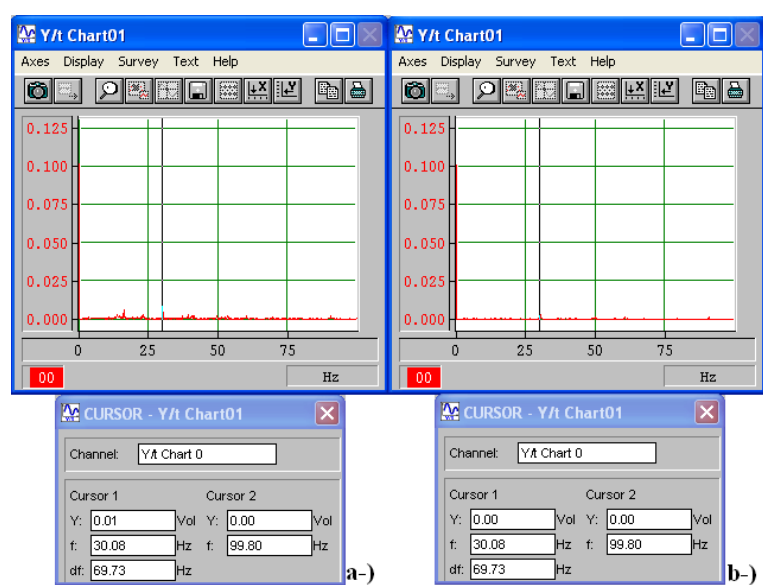 Y/t Chart01
Axes Display Survey Text Help
0.125
0.100
0.075
0.050
0.025
0.000
0 25 50 75
00 Hz
CURSOR - Y/t Chart01
Channel: Y/t Chart 0
Cursor 1 Cursor 2
Y: 0.01 Vol Y: 0.00 Vol
f: 30.08 Hz f: 99.80 Hz
df: 69.73 Hz
a-)
Y/t Chart01
Axes Display Survey Text Help
0.125
0.100
0.075
0.050
0.025
0.000
0 25 50 75
00 Hz
CURSOR - Y/t Chart01
Channel: Y/t Chart 0
Cursor 1 Cursor 2
Y: 0.00 Vol Y: 0.00 Vol
f: 30.08 Hz f: 99.80 Hz
df: 69.73 Hz
b-)